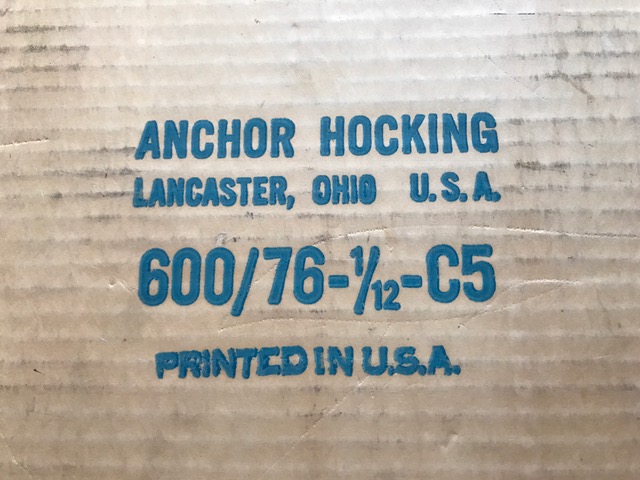 ANCHOR HOCKING
LANCASTER, OHIO U.S.A.
600/76-1/12-C5
PRINTED IN U.S.A.